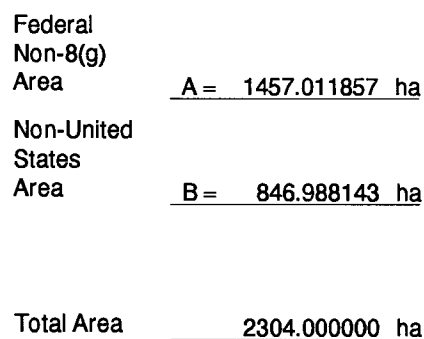 Federal
Non-8(g)
Area A = 1457.011857 ha
Non-United
States
Area B = 846.988143 ha
Total Area 2304.000000 ha